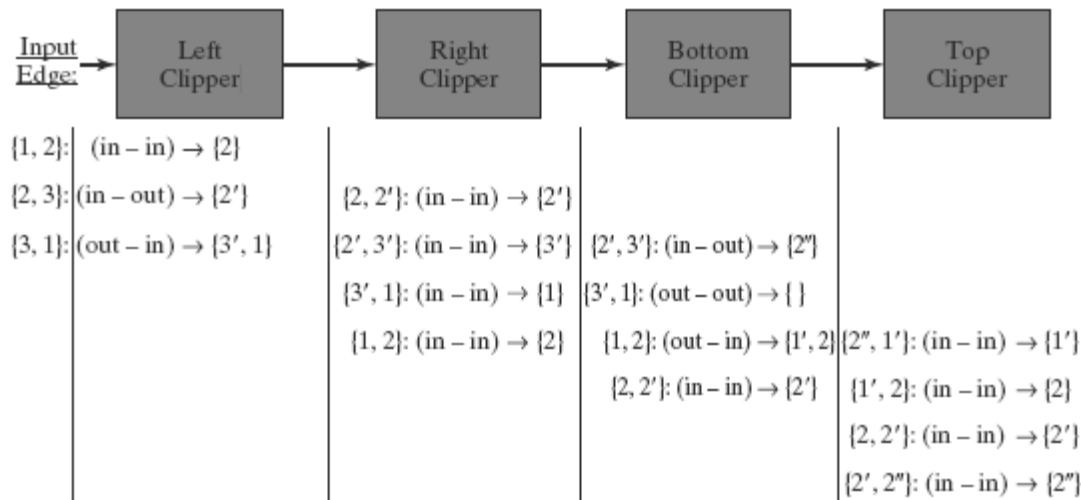 Input Edge:
Left Clipper
Right Clipper
Bottom Clipper
Top Clipper
{1, 2}: (in – in) → {2}
{2, 3}: (in – out) → {2′}
{2, 2′}: (in – in) → {2′}
{3, 1}: (out – in) → {3′, 1}
{2′, 3′}: (in – in) → {3′}
{2′, 3′}: (in – out) → {2″}
{3′, 1}: (in – in) → {1}
{3′, 1}: (out – out) → { }
{1, 2}: (in – in) → {2}
{1, 2}: (out – in) → {1′, 2}
{2″, 1′}: (in – in) → {1′}
{2, 2′}: (in – in) → {2′}
{1′, 2}: (in – in) → {2}
{2, 2′}: (in – in) → {2′}
{2′, 2″}: (in – in) → {2″}